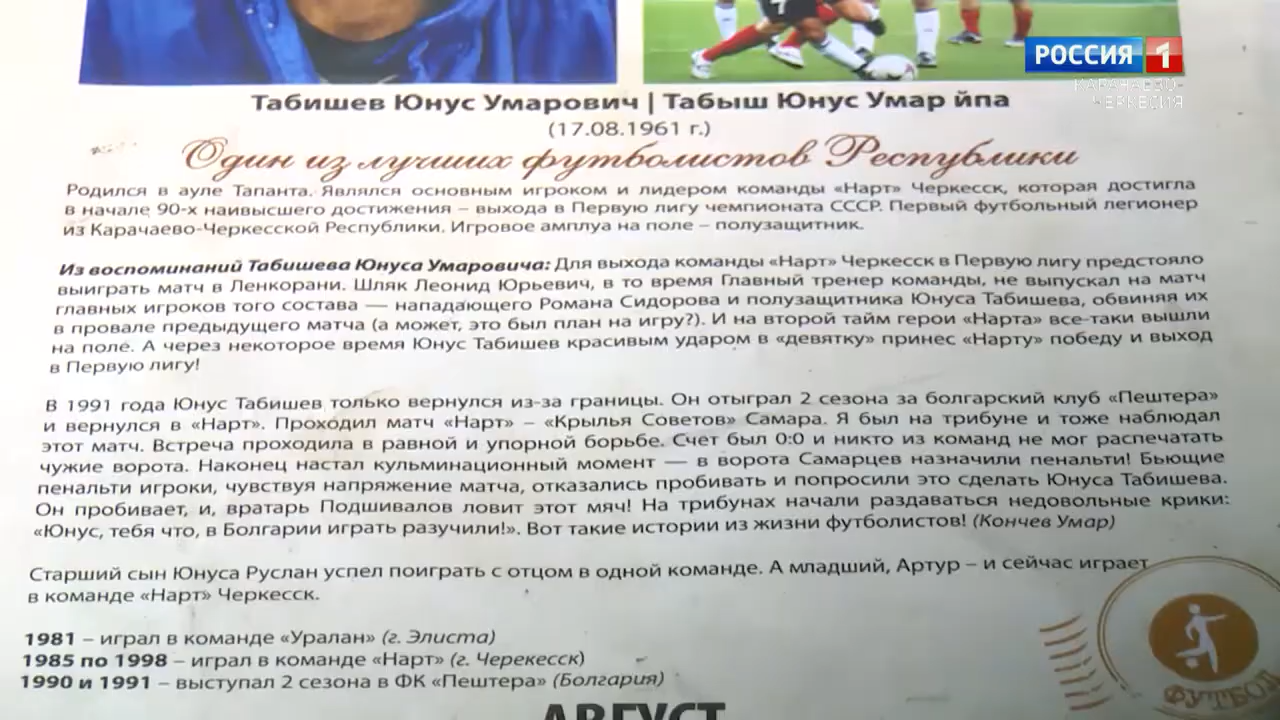 РОССИЯ 1
КАРАЧАЕВО-
ЧЕРКЕСИЯ
Табишев Юнус Умарович | Табыш Юнус Умар йпа
(17.08.1961 г.)
Один из лучших футболистов Республики
Родился в ауле Тапанта. Являлся основным игроком и лидером команды «Нарт» Черкесск, которая достигла
в начале 90-х наивысшего достижения – выхода в Первую лигу чемпионата СССР. Первый футбольный легионер
из Карачаево-Черкесской Республики. Игровое амплуа на поле – полузащитник.
Из воспоминаний Табишева Юнуса Умаровича: Для выхода команды «Нарт» Черкесск в Первую лигу предстояло
выиграть матч в Ленкорани. Шляк Леонид Юрьевич, в то время Главный тренер команды, не выпускал на матч
главных игроков того состава — нападающего Романа Сидорова и полузащитника Юнуса Табишева, обвиняя их
в провале предыдущего матча (а может, это был план на игру?). И на второй тайм герои «Нарта» все-таки вышли
на поле. А через некоторое время Юнус Табишев красивым ударом в «девятку» принес «Нарту» победу и выход
в Первую лигу!
В 1991 года Юнус Табишев только вернулся из-за границы. Он отыграл 2 сезона за болгарский клуб «Пештера»
и вернулся в «Нарт». Проходил матч «Нарт» – «Крылья Советов» Самара. Я был на трибуне и тоже наблюдал
этот матч. Встреча проходила в равной и упорной борьбе. Счет был 0:0 и никто из команд не мог распечатать
чужие ворота. Наконец настал кульминационный момент — в ворота Самарцев назначили пенальти! Бьющие
пенальти игроки, чувствуя напряжение матча, отказались пробивать и попросили это сделать Юнуса Табишева.
Он пробивает, и, вратарь Подшивалов ловит этот мяч! На трибунах начали раздаваться недовольные крики:
«Юнус, тебя что, в Болгарии играть разучили!». Вот такие истории из жизни футболистов! (Кончев Умар)
Старший сын Юнуса Руслан успел поиграть с отцом в одной команде. А младший, Артур – и сейчас играет
в команде «Нарт» Черкесск.
1981 – играл в команде «Уралан» (г. Элиста)
1985 по 1998 – играл в команде «Нарт» (г. Черекесск)
1990 и 1991 – выступал 2 сезона в ФК «Пештера» (Болгария)
ФУТБОЛ
АВГУСТ